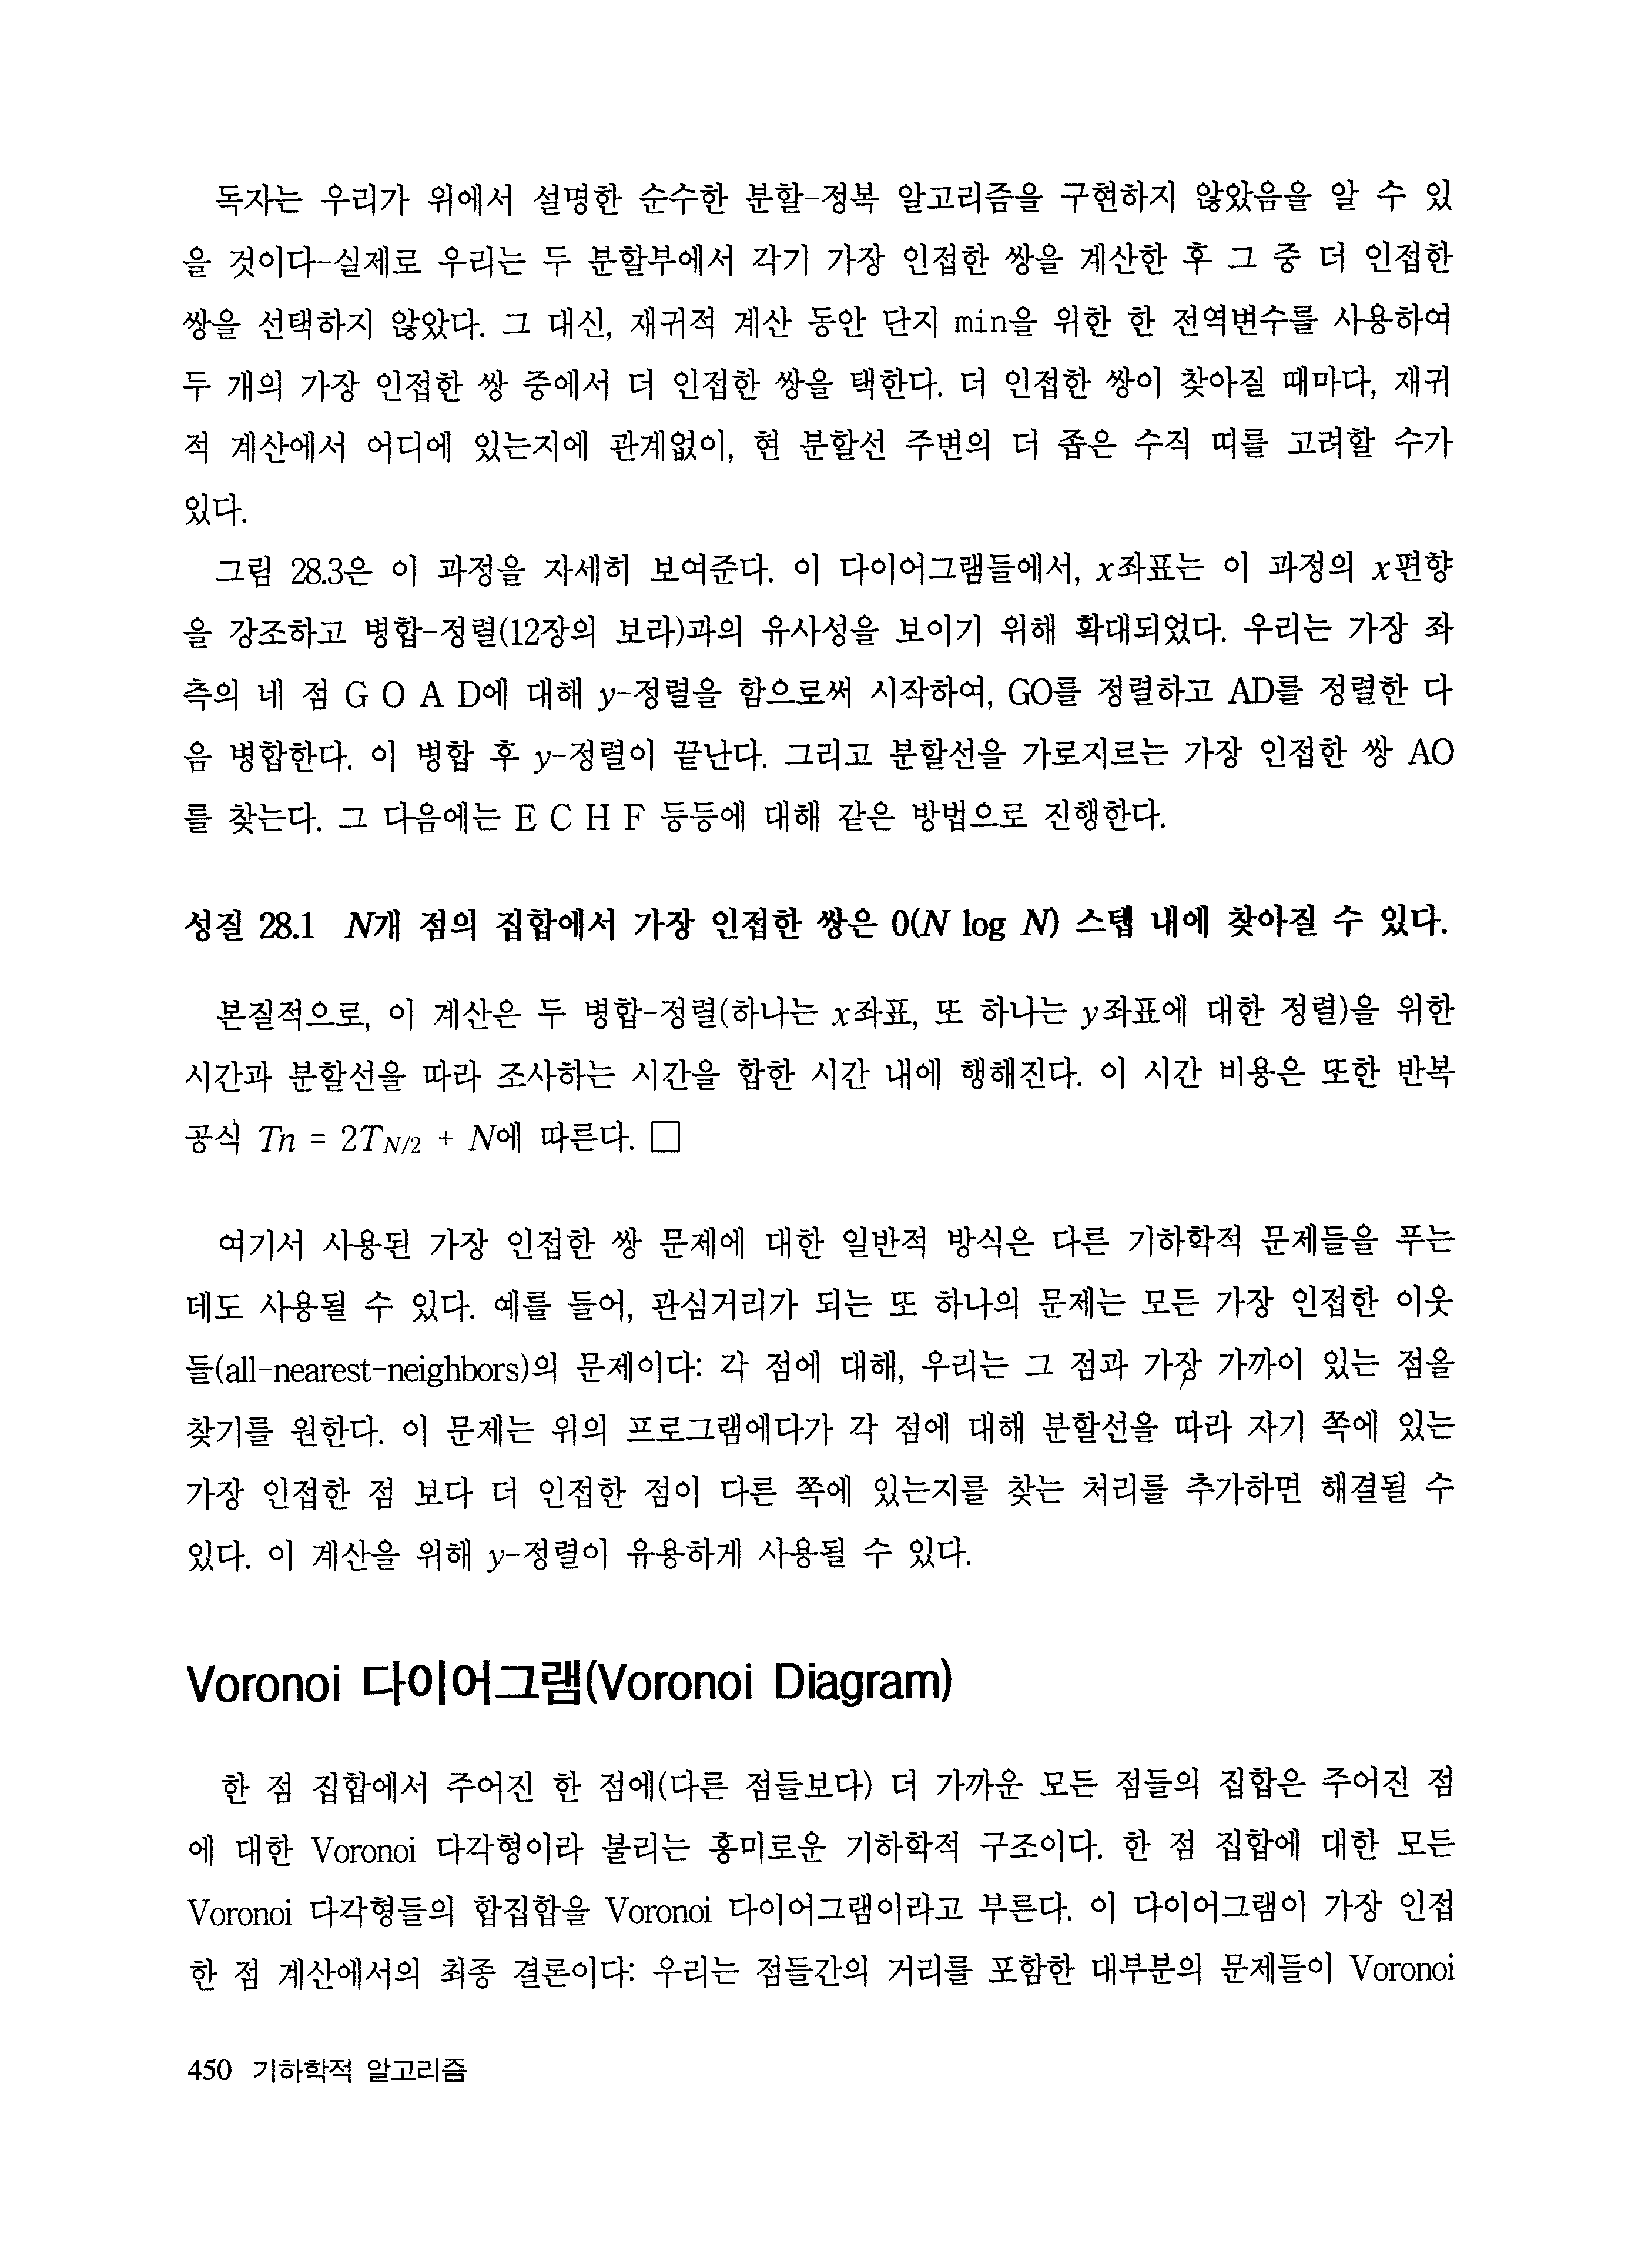 독자는 우리가 위에서 설명한 순수한 분할-정복 알고리즘을 구현하지 않았음을 알 수 있
을 것이다-실제로 우리는 두 분할부에서 각기 가장 인접한 쌍을 계산한 후 그 중 더 인접한
쌍을 선택하지 않았다. 그 대신, 재귀적 계산 동안 단지 min을 위한 한 전역변수를 사용하여
두 개의 가장 인접한 쌍 중에서 더 인접한 쌍을 택한다. 더 인접한 쌍이 찾아질 때마다, 재귀
적 계산에서 어디에 있는지에 관계없이, 현 분할선 주변의 더 좁은 수직 띠를 고려할 수가
있다.
그림 28.3은 이 과정을 자세히 보여준다. 이 다이어그램들에서, x좌표는 이 과정의 x편향
을 강조하고 병합-정렬(12장의 보라)과의 유사성을 보이기 위해 확대되었다. 우리는 가장 좌
측의 네 점 G O A D에 대해 y-정렬을 함으로써 시작하여, GO를 정렬하고 AD를 정렬한 다
음 병합한다. 이 병합 후 y-정렬이 끝난다. 그리고 분할선을 가로지르는 가장 인접한 쌍 AO
를 찾는다. 그 다음에는 E C H F 등등에 대해 같은 방법으로 진행한다.
성질 28.1 N개 점의 집합에서 가장 인접한 쌍은 0(N log N) 스텝 내에 찾아질 수 있다.
본질적으로, 이 계산은 두 병합-정렬(하나는 x좌표, 또 하나는 y좌표에 대한 정렬)을 위한
시간과 분할선을 따라 조사하는 시간을 합한 시간 내에 행해진다. 이 시간 비용은 또한 반복
공식 Tn = 2T_{N/2} + N에 따른다. □
여기서 사용된 가장 인접한 쌍 문제에 대한 일반적 방식은 다른 기하학적 문제들을 푸는
데도 사용될 수 있다. 예를 들어, 관심거리가 되는 또 하나의 문제는 모든 가장 인접한 이웃
들(all-nearest-neighbors)의 문제이다: 각 점에 대해, 우리는 그 점과 가장 가까이 있는 점을
찾기를 원한다. 이 문제는 위의 프로그램에다가 각 점에 대해 분할선을 따라 자기 쪽에 있는
가장 인접한 점 보다 더 인접한 점이 다른 쪽에 있는지를 찾는 처리를 추가하면 해결될 수
있다. 이 계산을 위해 y-정렬이 유용하게 사용될 수 있다.
Voronoi 다이어그램(Voronoi Diagram)
한 점 집합에서 주어진 한 점에(다른 점들보다) 더 가까운 모든 점들의 집합은 주어진 점
에 대한 Voronoi 다각형이라 불리는 흥미로운 기하학적 구조이다. 한 점 집합에 대한 모든
Voronoi 다각형들의 합집합을 Voronoi 다이어그램이라고 부른다. 이 다이어그램이 가장 인접
한 점 계산에서의 최종 결론이다: 우리는 점들간의 거리를 포함한 대부분의 문제들이 Voronoi
450 기하학적 알고리즘